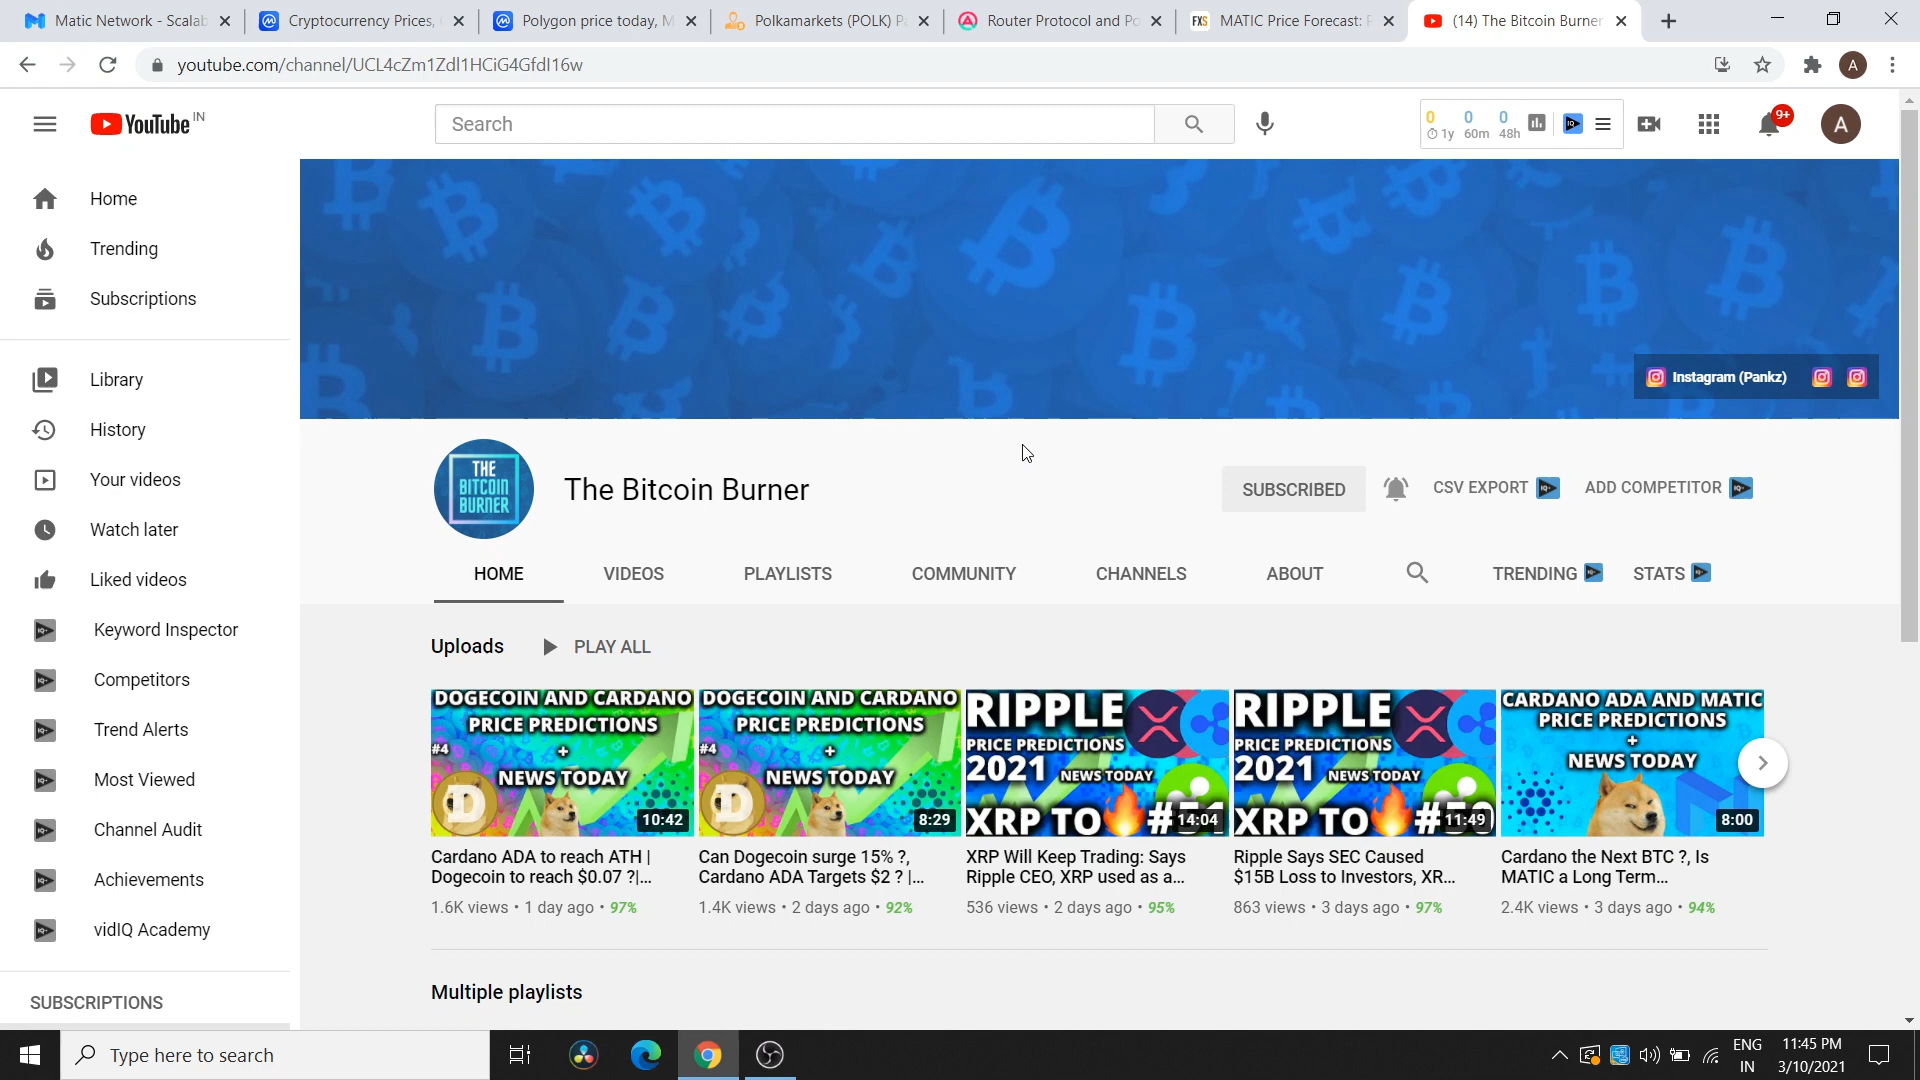 Matic Network - Scalab
Cryptocurrency Prices,
Polygon price today, M
Polkamarkets (POLK) P
Router Protocol and Po
FXS MATIC Price Forecast:
(14) The Bitcoin Burner
youtube.com/channel/UCL4cZm1Zdl1HCiG4Gfdl16w
A
YouTube IN
Search
0 0 0
1y 60m 48h
9+
A
Home
Trending
Subscriptions
Library
History
Your videos
Watch later
Liked videos
Keyword Inspector
Competitors
Trend Alerts
Most Viewed
Channel Audit
Achievements
vidIQ Academy
SUBSCRIPTIONS
Instagram (Pankz)
THE
BITCOIN
BURNER
The Bitcoin Burner
SUBSCRIBED
CSV EXPORT
ADD COMPETITOR
HOME
VIDEOS
PLAYLISTS
COMMUNITY
CHANNELS
ABOUT
TRENDING
STATS
Uploads
PLAY ALL
DOGECOIN AND CARDANO
PRICE PREDICTIONS
#4 +
NEWS TODAY
10:42
Cardano ADA to reach ATH |
Dogecoin to reach $0.07 ?|...
1.6K views • 1 day ago • 97%
DOGECOIN AND CARDANO
PRICE PREDICTIONS
#4 +
NEWS TODAY
8:29
Can Dogecoin surge 15% ?,
Cardano ADA Targets $2 ? |...
1.4K views • 2 days ago • 92%
RIPPLE
PRICE PREDICTIONS
2021 NEWS TODAY
XRP TO
14:04
XRP Will Keep Trading: Says
Ripple CEO, XRP used as a...
536 views • 2 days ago • 95%
RIPPLE
PRICE PREDICTIONS
2021 NEWS TODAY
XRP TO
11:49
Ripple Says SEC Caused
$15B Loss to Investors, XR...
863 views • 3 days ago • 97%
CARDANO ADA AND MATIC
PRICE PREDICTIONS
+
NEWS TODAY
8:00
Cardano the Next BTC ?, Is
MATIC a Long Term...
2.4K views • 3 days ago • 94%
Multiple playlists
Type here to search
ENG
IN
11:45 PM
3/10/2021